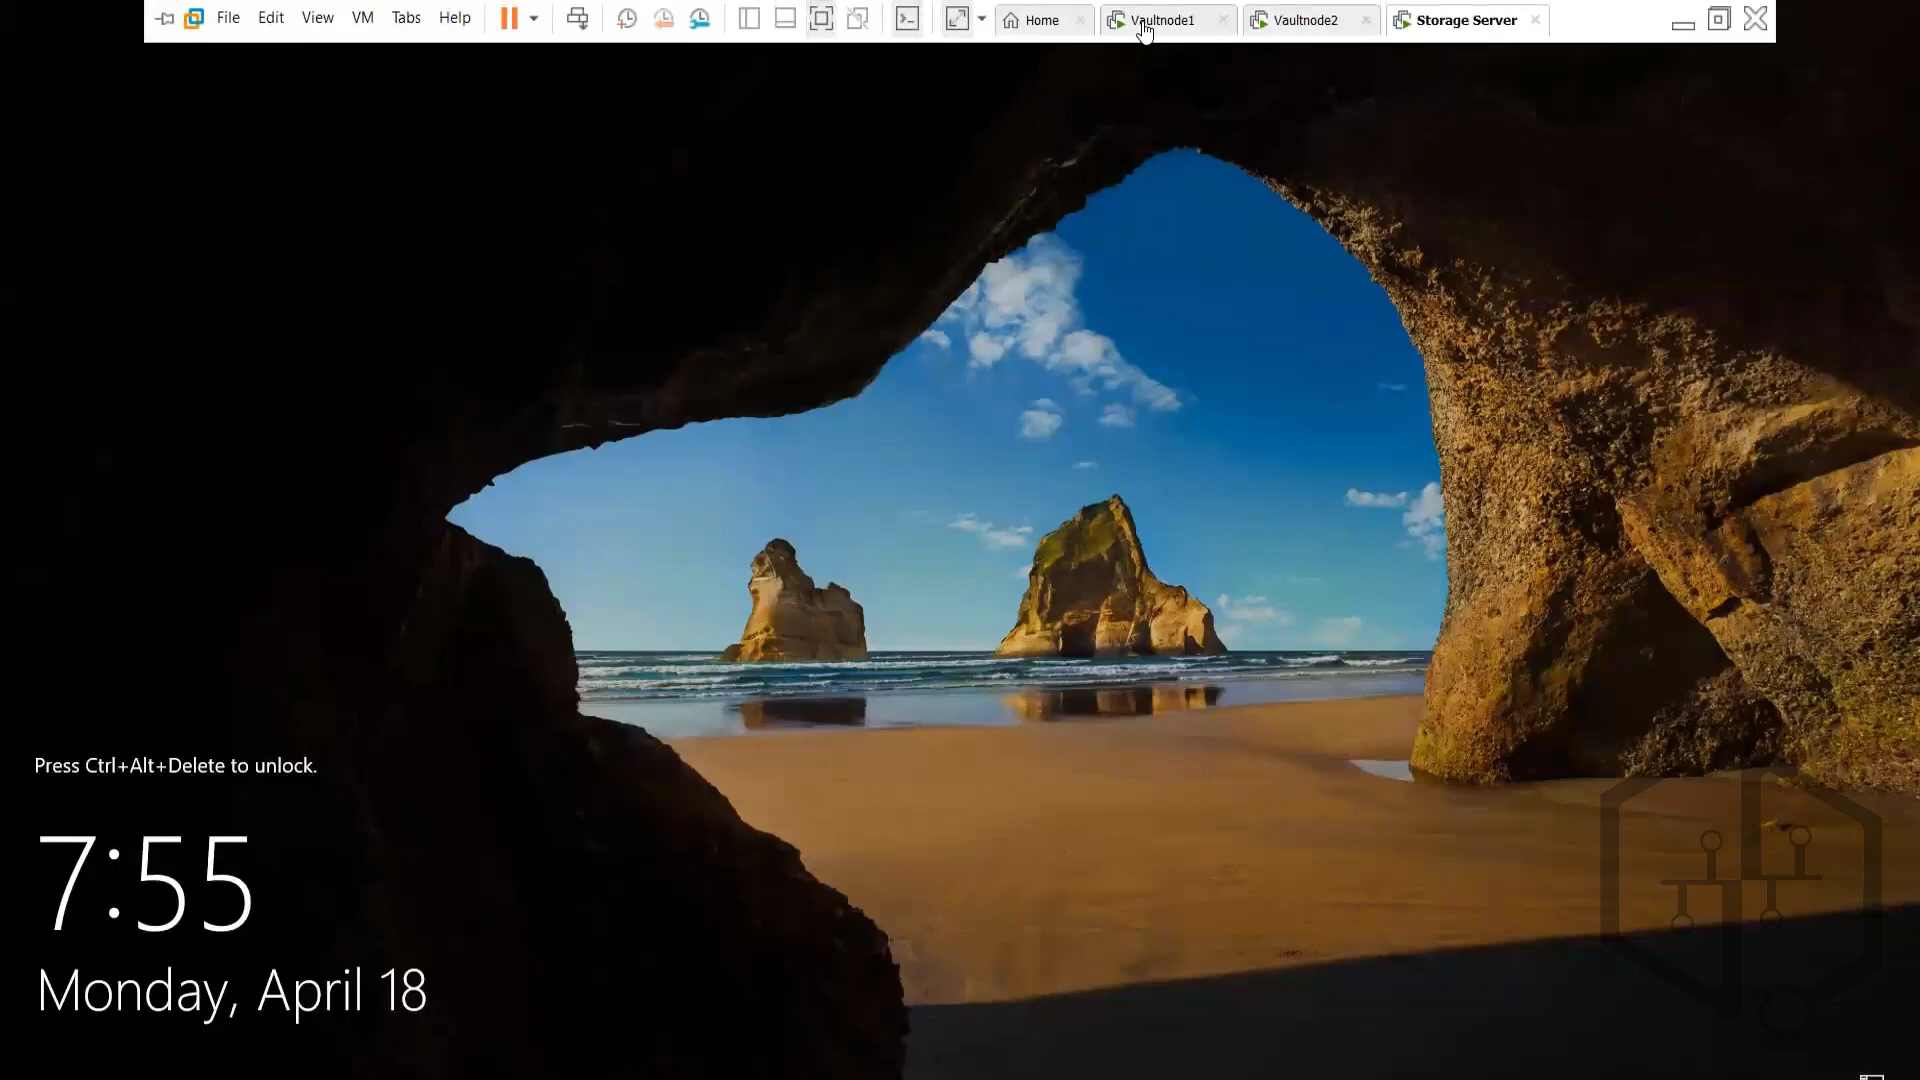 File Edit View VM Tabs Help Home Vaultnode1 Vaultnode2 Storage Server
Press Ctrl+Alt+Delete to unlock.
7:55
Monday, April 18